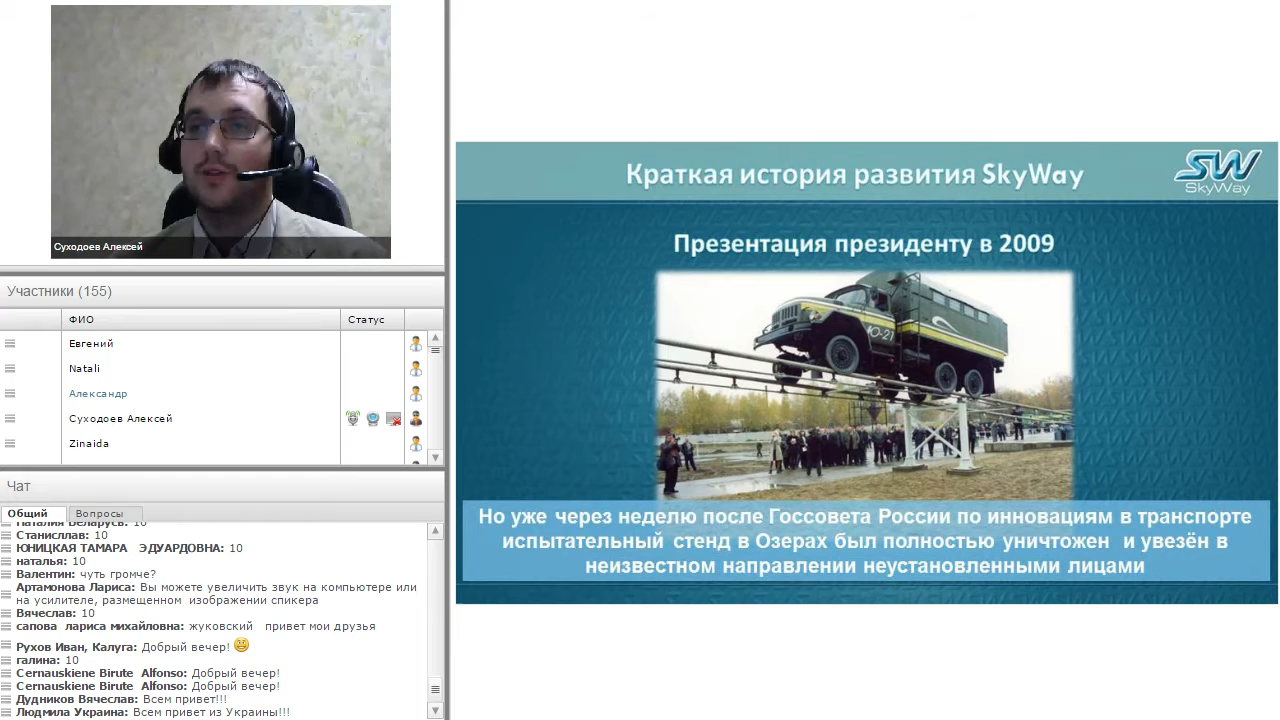 Суходоев Алексей
Участники (155)
ФИО
Статус
Евгений
Natali
Александр
Суходоев Алексей
Zinaida
Чат
Общий
Вопросы
Наталия Беларусь: 10
Станисллав: 10
ЮНИЦКАЯ ТАМАРА ЭДУАРДОВНА: 10
наталья: 10
Валентин: чуть громче?
Артамонова Лариса: Вы можете увеличить звук на компьютере или
на усилителе, размещенном изображении спикера
Вячеслав: 10
сапова лариса михайловна: жуковский привет мои друзья
Рухов Иван, Калуга: Добрый вечер!
галина: 10
Cernauskiene Birute Alfonso: Добрый вечер!
Cernauskiene Birute Alfonso: Добрый вечер!
Дудников Вячеслав: Всем привет!!!
Людмила Украина: Всем привет из Украины!!!
Краткая история развития SkyWay
SW
SkyWay
Презентация президенту в 2009
Ю-21
Но уже через неделю после Госсовета России по инновациям в транспорте
испытательный стенд в Озерах был полностью уничтожен и увезён в
неизвестном направлении неустановленными лицами